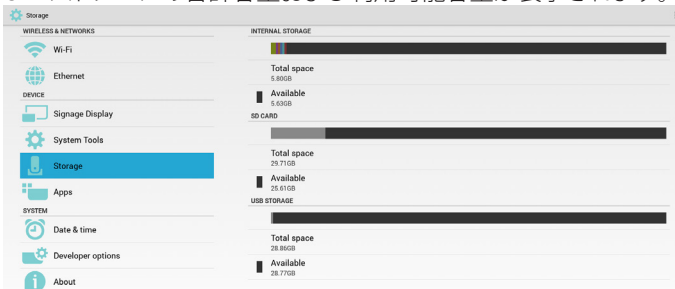 Storage
WIRELESS & NETWORKS
Wi-Fi
Ethernet
DEVICE
Signage Display
System Tools
Storage
Apps
SYSTEM
Date & time
Developer options
About
INTERNAL STORAGE
Total space
5.80GB
Available
5.63GB
SD CARD
Total space
29.71GB
Available
25.61GB
USB STORAGE
Total space
28.86GB
Available
28.77GB